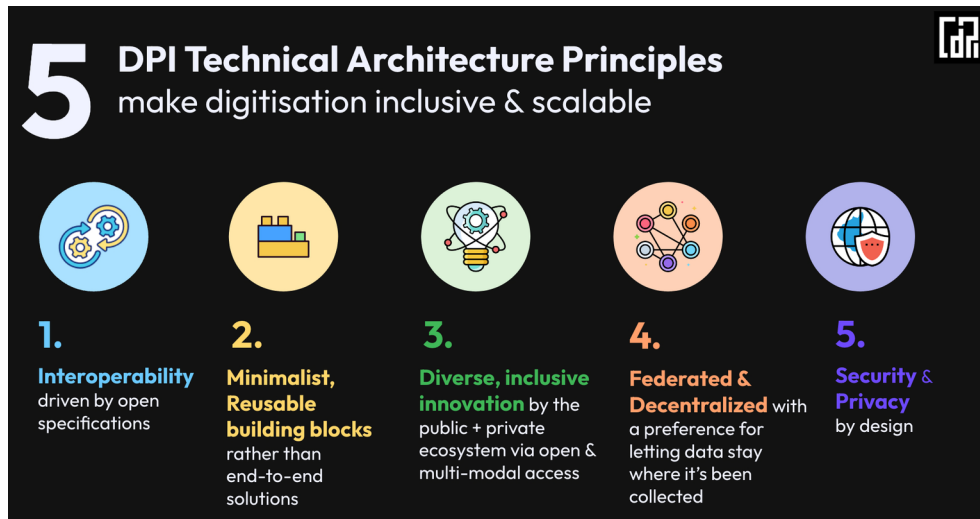 5
DPI Technical Architecture Principles
make digitisation inclusive & scalable
1.
Interoperability
driven by open
specifications
2.
Minimalist,
Reusable
building blocks
rather than
end-to-end
solutions
3.
Diverse, inclusive
innovation by the
public + private
ecosystem via open &
multi-modal access
4.
Federated &
Decentralized with
a preference for
letting data stay
where it's been
collected
5.
Security &
Privacy
by design